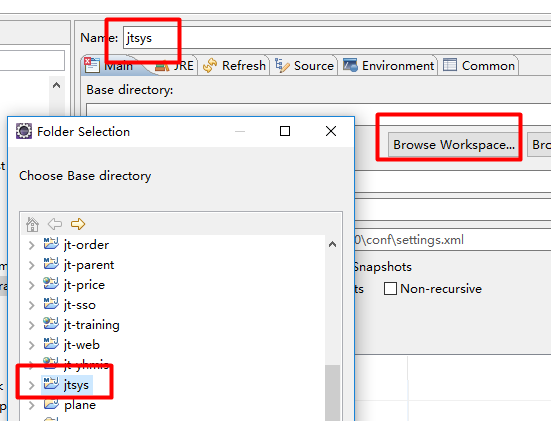 Name: jtsys
Main JRE Refresh Source Environment Common
Base directory:
Folder Selection
Browse Workspace... Bro
Choose Base directory
0\conf\settings.xml
Snapshots
ts Non-recursive
jt-order
jt-parent
jt-price
jt-sso
jt-training
jt-web
jt-yhmis
jtsys
plane